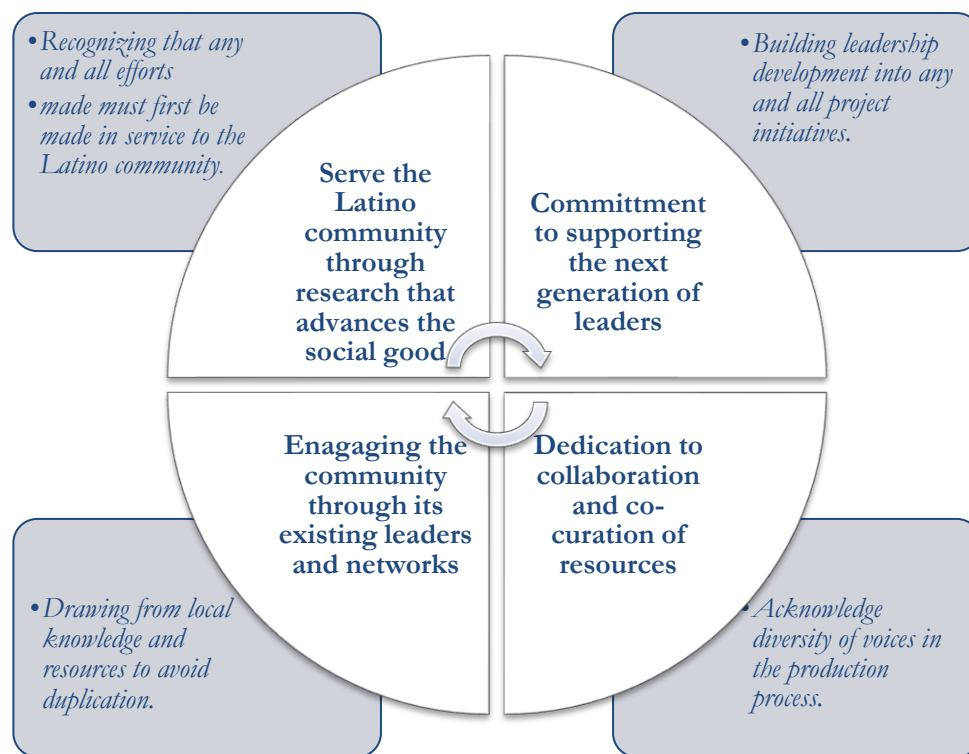 • Recognizing that any
and all efforts
• made must first be
made in service to the
Latino community.
• Building leadership
development into any
and all project
initiatives.
Serve the
Latino
community
through
research that
advances the
social good
Committment
to supporting
the next
generation of
leaders
Enagaging the
community
through its
existing leaders
and networks
Dedication to
collaboration
and co-
curation of
resources
• Drawing from local
knowledge and
resources to avoid
duplication.
• Acknowledge
diversity of voices in
the production
process.